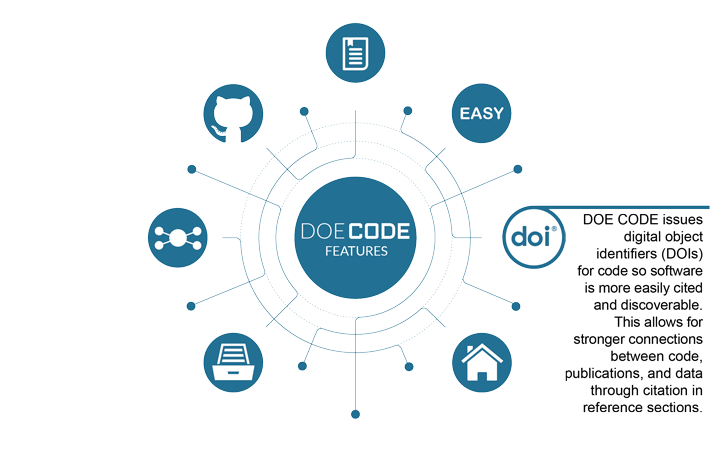 EASY
DOE CODE
FEATURES
doi®
DOE CODE issues
digital object
identifiers (DOIs)
for code so software
is more easily cited
and discoverable.
This allows for
stronger connections
between code,
publications, and data
through citation in
reference sections.